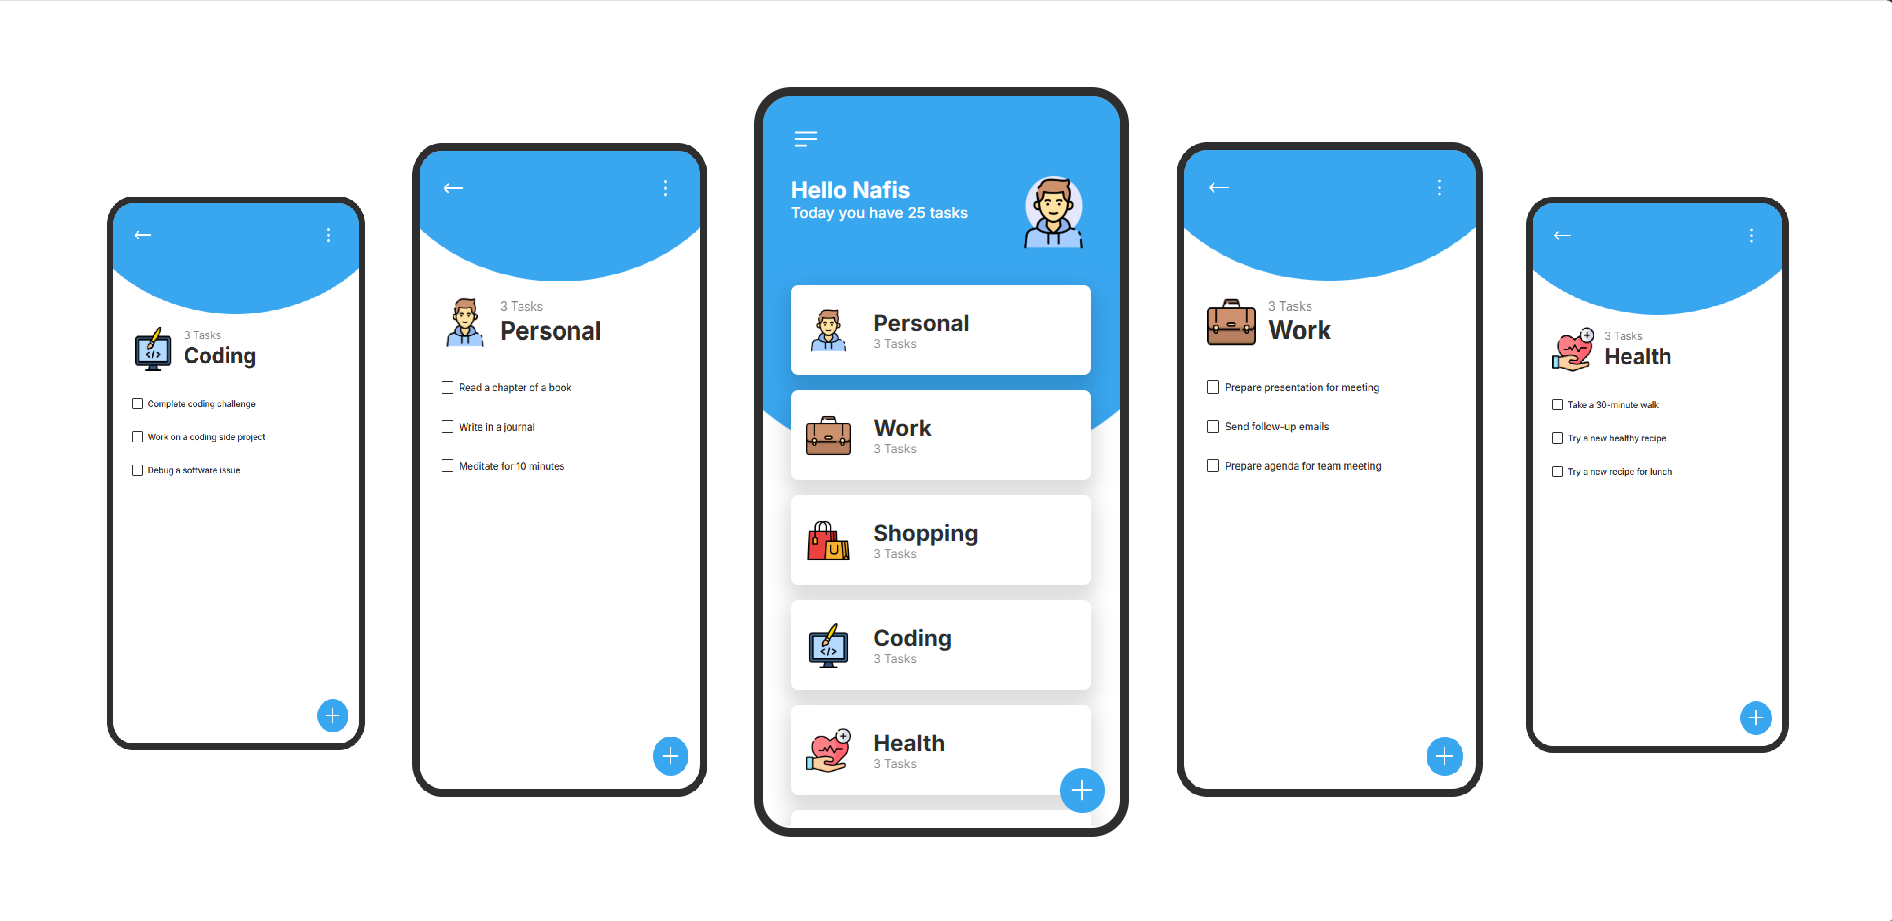 3 Tasks
Coding
Complete coding challenge
Work on a coding side project
Debug a software issue
3 Tasks
Personal
Read a chapter of a book
Write in a journal
Meditate for 10 minutes
Hello Nafis
Today you have 25 tasks
Personal
3 Tasks
Work
3 Tasks
Shopping
3 Tasks
Coding
3 Tasks
Health
3 Tasks
3 Tasks
Work
Prepare presentation for meeting
Send follow-up emails
Prepare agenda for team meeting
3 Tasks
Health
Take a 30-minute walk
Try a new healthy recipe
Try a new recipe for lunch